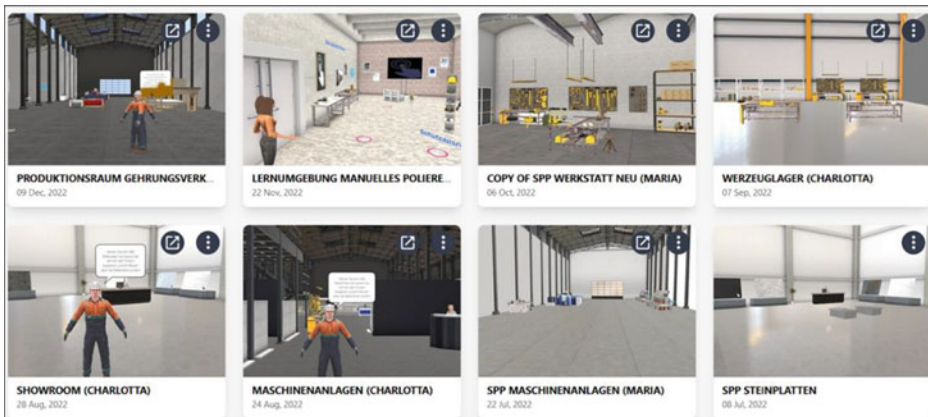 PRODUKTIONSRAUM GEHRUNGSVERK...
09 Dec, 2022
LERNUMGEBUNG MANUELLES POLIERE...
22 Nov, 2022
COPY OF SPP WERKSTATT NEU (MARIA)
06 Oct, 2022
WERZEUGLAGER (CHARLOTTA)
07 Sep, 2022
SHOWROOM (CHARLOTTA)
28 Aug, 2022
MASCHINENANLAGEN (CHARLOTTA)
24 Aug, 2022
SPP MASCHINENANLAGEN (MARIA)
22 Jul, 2022
SPP STEINPLATTEN
08 Jul, 2022